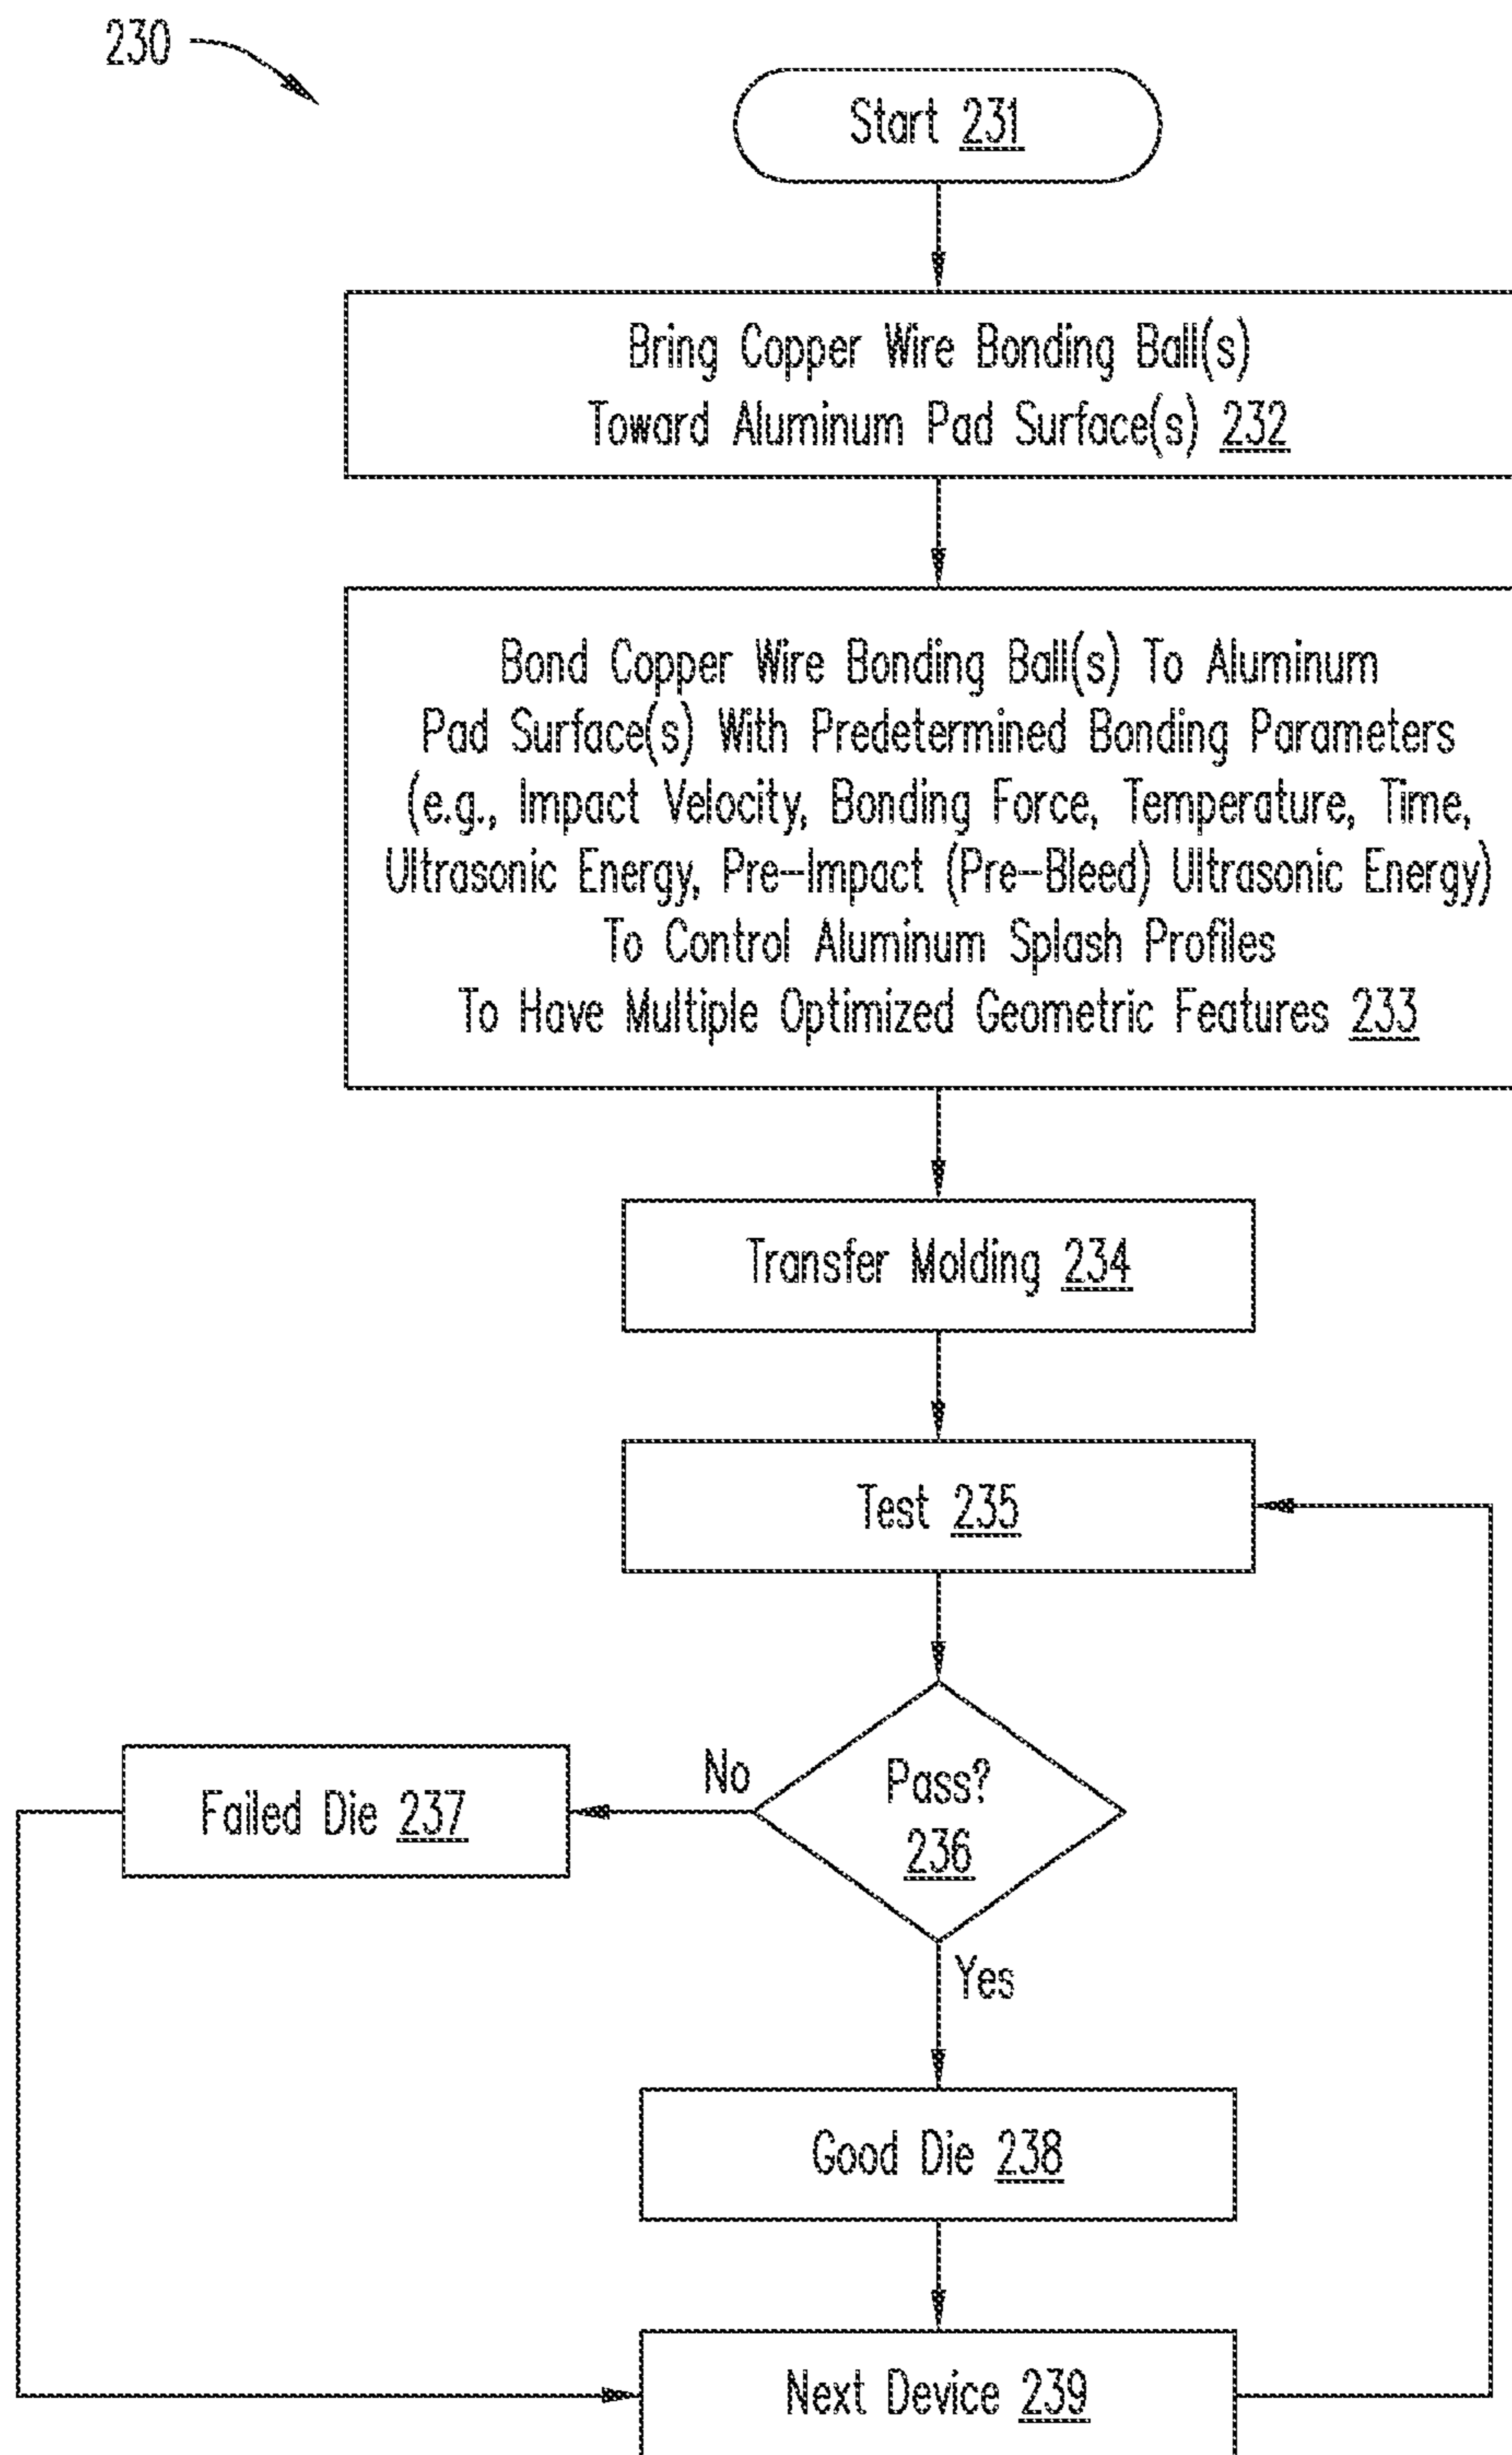 230
Start 231
Bring Copper Wire Bonding Ball(s)
Toward Aluminum Pad Surface(s) 232
Bond Copper Wire Bonding Ball(s) To Aluminum
Pad Surface(s) With Predetermined Bonding Parameters
(e.g., Impact Velocity, Bonding Force, Temperature, Time,
Ultrasonic Energy, Pre-Impact (Pre-Bleed) Ultrasonic Energy)
To Control Aluminum Splash Profiles
To Have Multiple Optimized Geometric Features 233
Transfer Molding 234
Test 235
Pass?
236
No
Failed Die 237
Yes
Good Die 238
Next Device 239